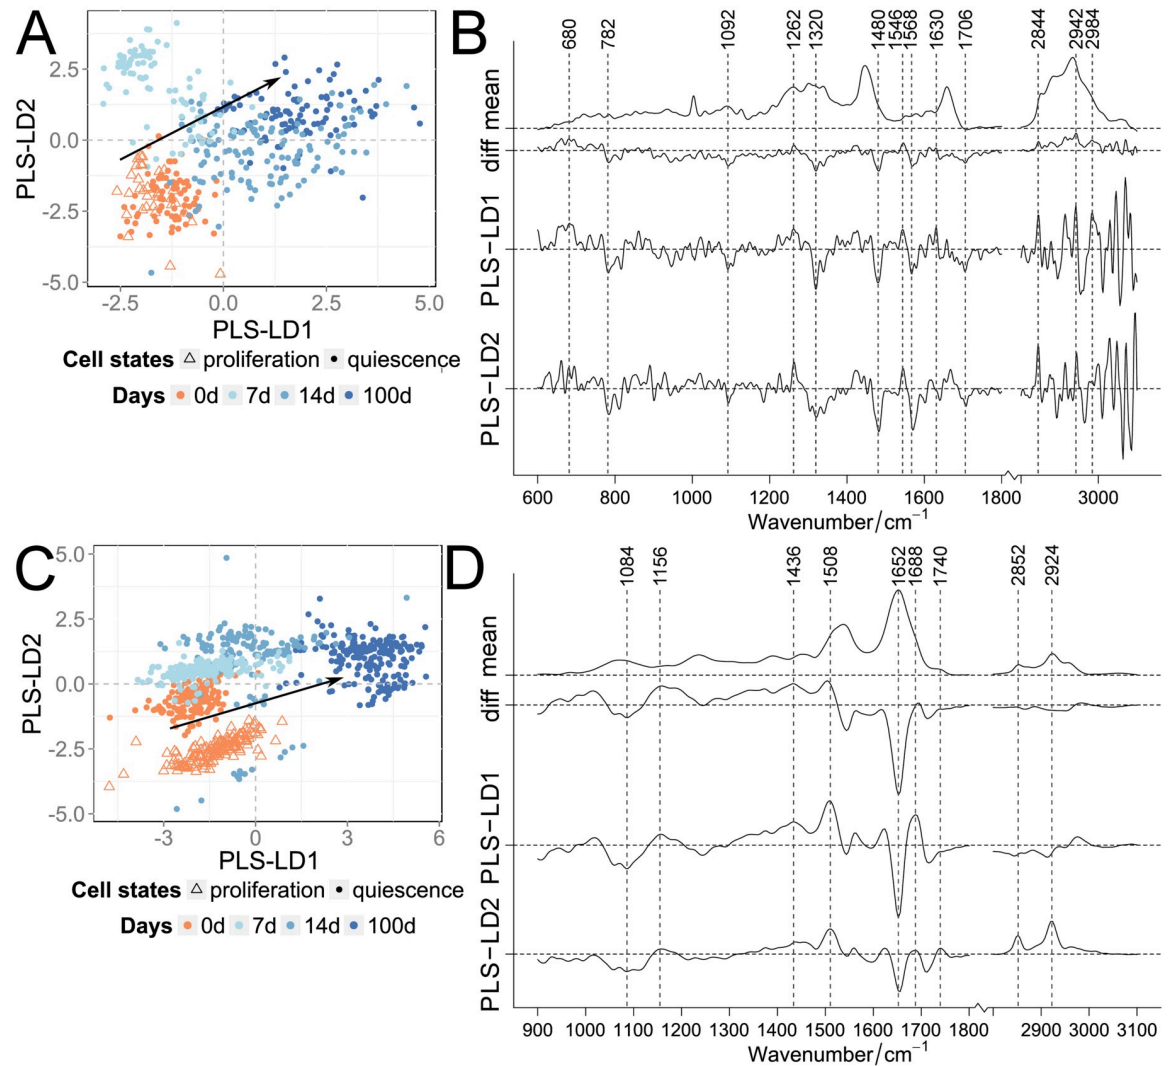 A
PLS-LD2
2.5
0.0
-2.5
-5.0
-2.5 0.0 2.5 5.0
PLS-LD1
Cell states △ proliferation • quiescence
Days • 0d • 7d • 14d • 100d
B
680 782 1092 1262 1320 1480 1546 1568 1630 1706 2844 2942 2984
mean
diff
PLS−LD1
PLS−LD2
600 800 1000 1200 1400 1600 1800 3000
Wavenumber/cm⁻¹
C
PLS-LD2
5.0
2.5
0.0
-2.5
-5.0
-3 0 3 6
PLS-LD1
Cell states △ proliferation • quiescence
Days • 0d • 7d • 14d • 100d
D
1084 1156 1436 1508 1652 1688 1740 2852 2924
mean
diff
PLS−LD1
PLS−LD2
900 1000 1100 1200 1300 1400 1500 1600 1700 1800 2900 3000 3100
Wavenumber/cm⁻¹